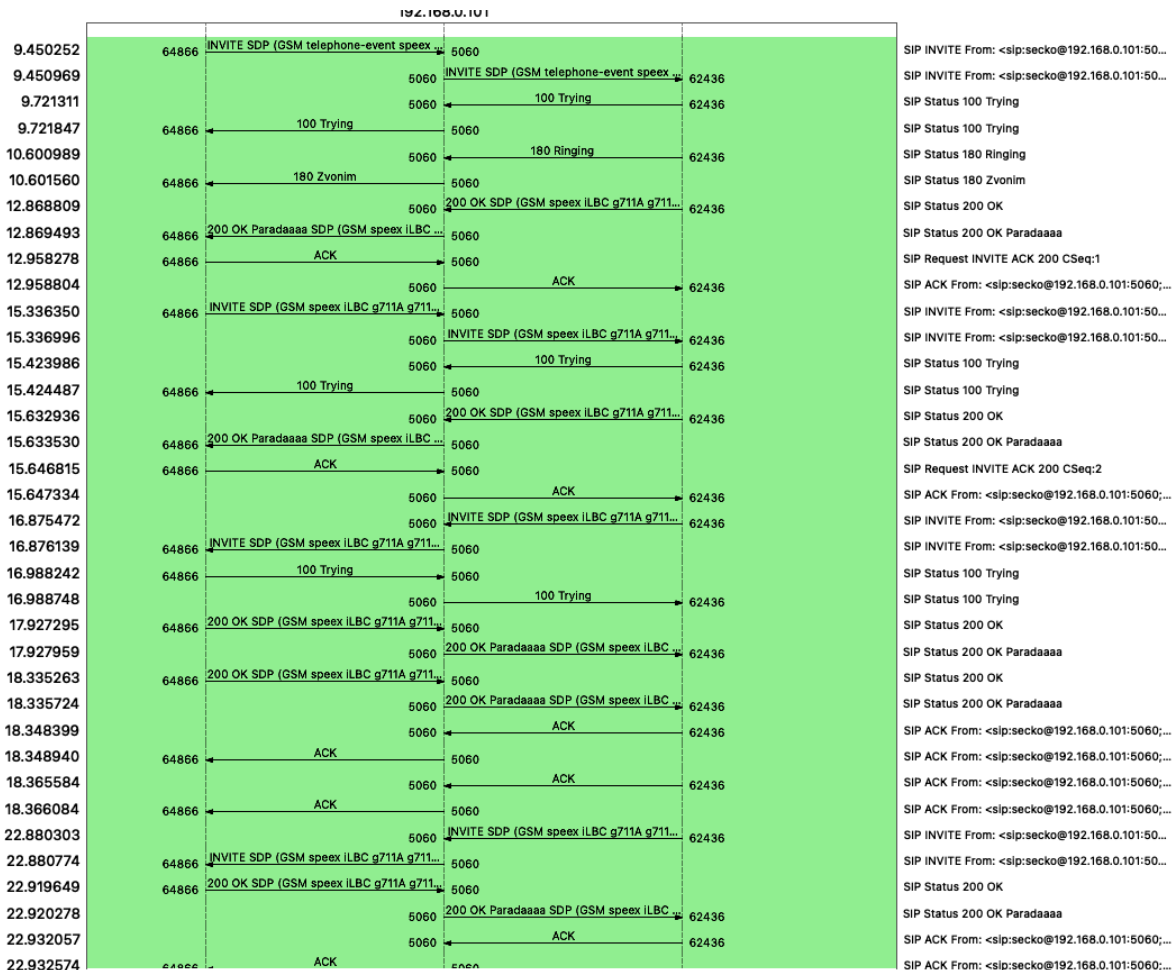 192.168.0.101
9.450252 64866 INVITE SDP (GSM telephone-event speex ... 5060 SIP INVITE From: <sip:secko@192.168.0.101:50...
9.450969 5060 INVITE SDP (GSM telephone-event speex ... 62436 SIP INVITE From: <sip:secko@192.168.0.101:50...
9.721311 5060 100 Trying 62436 SIP Status 100 Trying
9.721847 64866 100 Trying 5060 SIP Status 100 Trying
10.600989 5060 180 Ringing 62436 SIP Status 180 Ringing
10.601560 64866 180 Zvonim 5060 SIP Status 180 Zvonim
12.868809 5060 200 OK SDP (GSM speex iLBC g711A g711... 62436 SIP Status 200 OK
12.869493 64866 200 OK Paradaaaa SDP (GSM speex iLBC ... 5060 SIP Status 200 OK Paradaaaa
12.958278 64866 ACK 5060 SIP Request INVITE ACK 200 CSeq:1
12.958804 5060 ACK 62436 SIP ACK From: <sip:secko@192.168.0.101:5060;...
15.336350 64866 INVITE SDP (GSM speex iLBC g711A g711... 5060 SIP INVITE From: <sip:secko@192.168.0.101:50...
15.336996 5060 INVITE SDP (GSM speex iLBC g711A g711... 62436 SIP INVITE From: <sip:secko@192.168.0.101:50...
15.423986 5060 100 Trying 62436 SIP Status 100 Trying
15.424487 64866 100 Trying 5060 SIP Status 100 Trying
15.632936 5060 200 OK SDP (GSM speex iLBC g711A g711... 62436 SIP Status 200 OK
15.633530 64866 200 OK Paradaaaa SDP (GSM speex iLBC ... 5060 SIP Status 200 OK Paradaaaa
15.646815 64866 ACK 5060 SIP Request INVITE ACK 200 CSeq:2
15.647334 5060 ACK 62436 SIP ACK From: <sip:secko@192.168.0.101:5060;...
16.875472 5060 INVITE SDP (GSM speex iLBC g711A g711... 62436 SIP INVITE From: <sip:secko@192.168.0.101:50...
16.876139 64866 INVITE SDP (GSM speex iLBC g711A g711... 5060 SIP INVITE From: <sip:secko@192.168.0.101:50...
16.988242 64866 100 Trying 5060 SIP Status 100 Trying
16.988748 5060 100 Trying 62436 SIP Status 100 Trying
17.927295 64866 200 OK SDP (GSM speex iLBC g711A g711... 5060 SIP Status 200 OK
17.927959 5060 200 OK Paradaaaa SDP (GSM speex iLBC ... 62436 SIP Status 200 OK Paradaaaa
18.335263 64866 200 OK SDP (GSM speex iLBC g711A g711... 5060 SIP Status 200 OK
18.335724 5060 200 OK Paradaaaa SDP (GSM speex iLBC ... 62436 SIP Status 200 OK Paradaaaa
18.348399 5060 ACK 62436 SIP ACK From: <sip:secko@192.168.0.101:5060;...
18.348940 64866 ACK 5060 SIP ACK From: <sip:secko@192.168.0.101:5060;...
18.365584 5060 ACK 62436 SIP ACK From: <sip:secko@192.168.0.101:5060;...
18.366084 64866 ACK 5060 SIP ACK From: <sip:secko@192.168.0.101:5060;...
22.880303 5060 INVITE SDP (GSM speex iLBC g711A g711... 62436 SIP INVITE From: <sip:secko@192.168.0.101:50...
22.880774 64866 INVITE SDP (GSM speex iLBC g711A g711... 5060 SIP INVITE From: <sip:secko@192.168.0.101:50...
22.919649 64866 200 OK SDP (GSM speex iLBC g711A g711... 5060 SIP Status 200 OK
22.920278 5060 200 OK Paradaaaa SDP (GSM speex iLBC ... 62436 SIP Status 200 OK Paradaaaa
22.932057 5060 ACK 62436 SIP ACK From: <sip:secko@192.168.0.101:5060;...
22.932574 64866 ACK 5060 SIP ACK From: <sip:secko@192.168.0.101:5060;...